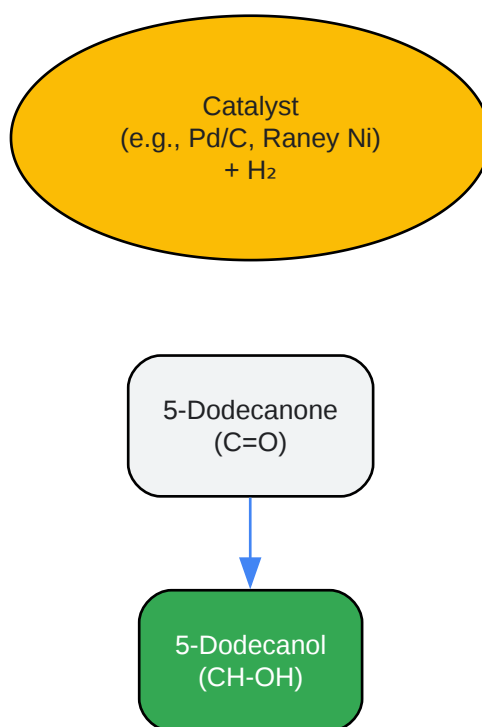 Catalyst
(e.g., Pd/C, Raney Ni)
+ H₂
5-Dodecanone
(C=O)
5-Dodecanol
(CH-OH)